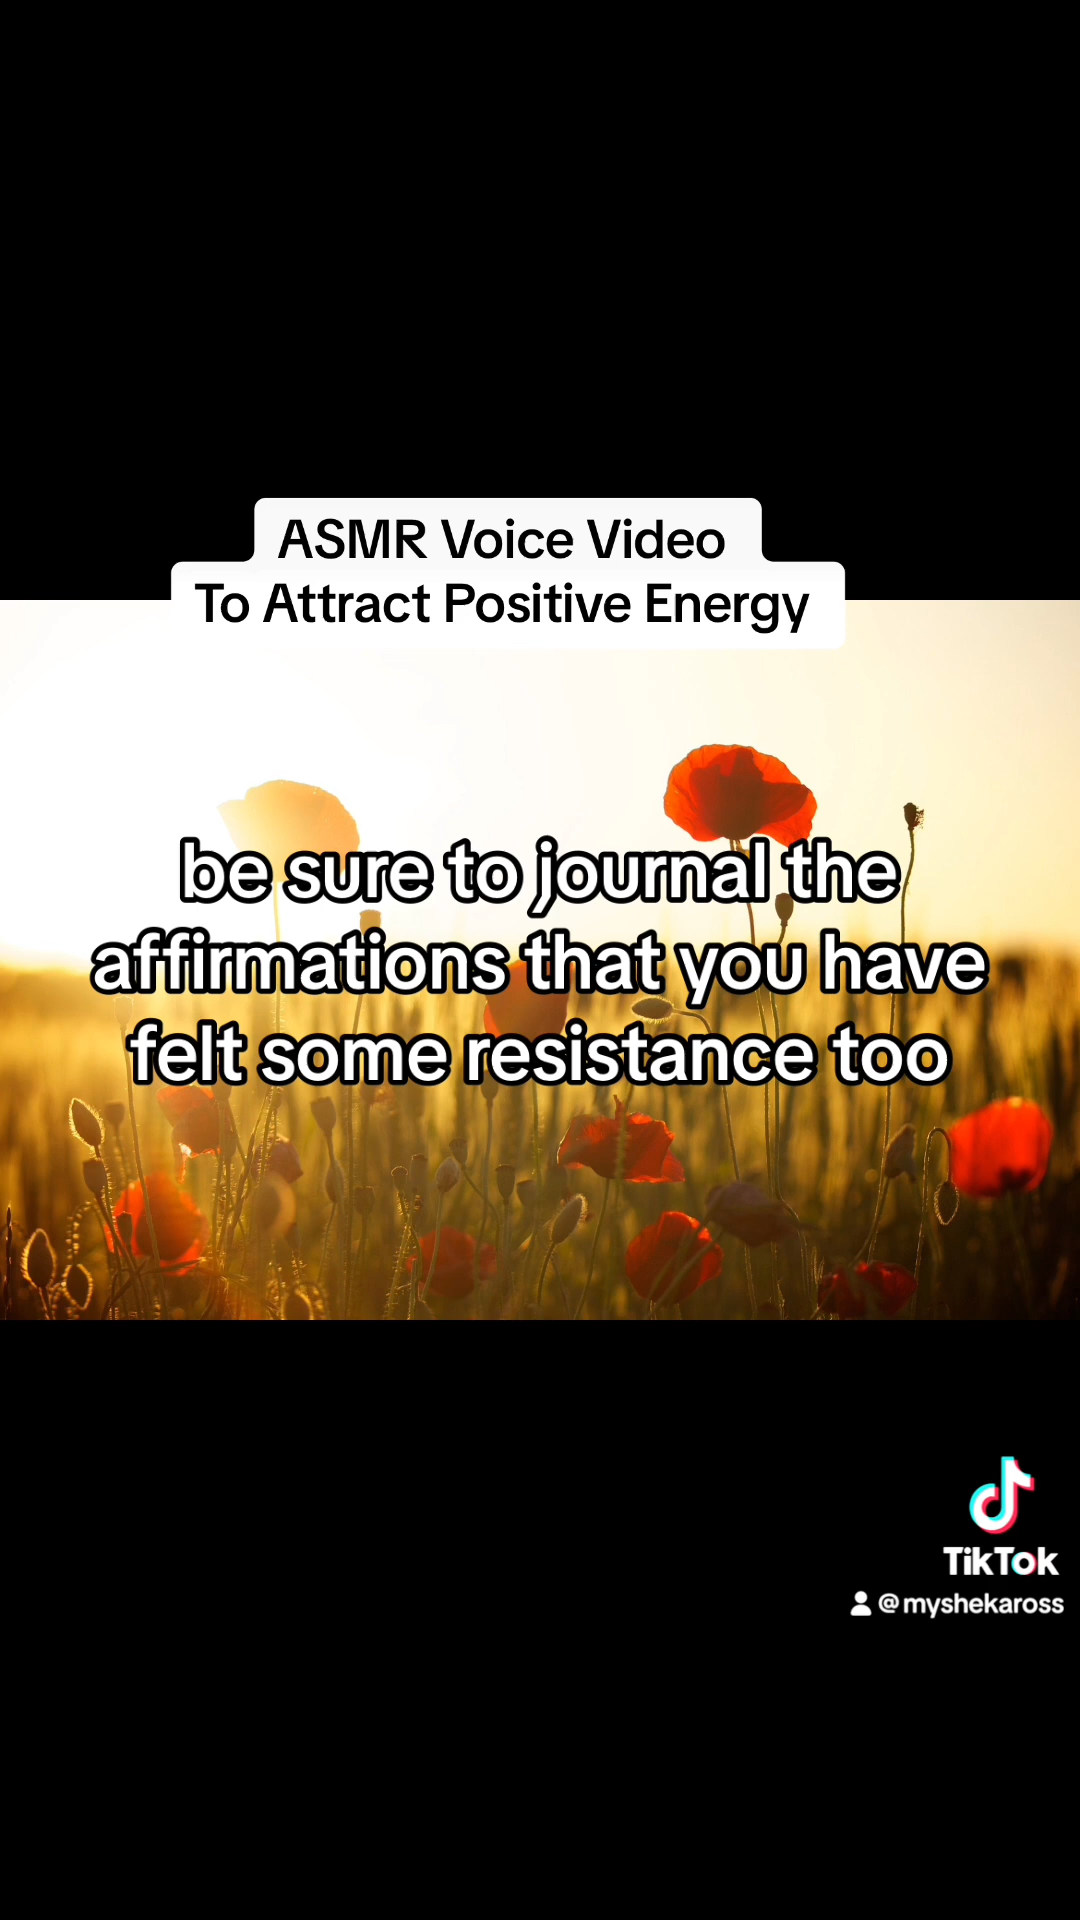 ASMR Voice Video
To Attract Positive Energy
be sure to journal the
affirmations that you have
felt some resistance too
TikTok
@myshekaross